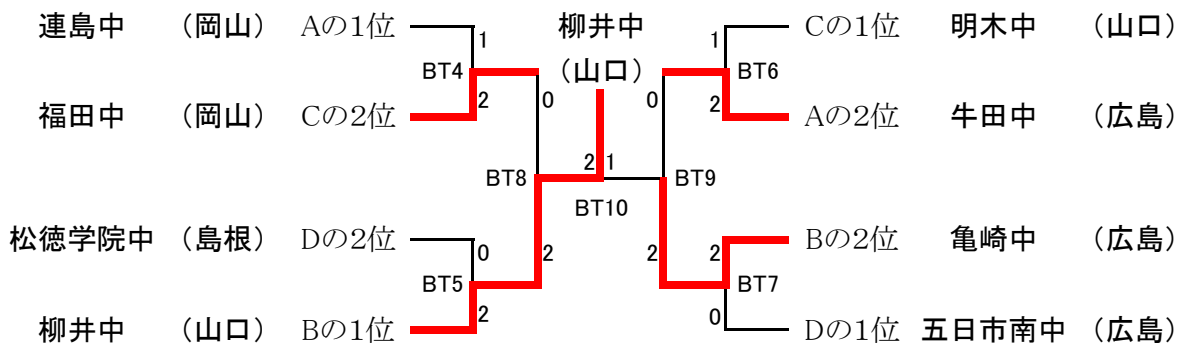 連島中 （岡山） Aの1位 1 柳井中 1 Cの1位 明木中 （山口）
BT4 （山口） BT6
福田中 （岡山） Cの2位 2 0 0 2 Aの2位 牛田中 （広島）
BT8 2 1 BT9
BT10
松徳学院中 （島根） Dの2位 0 2 2 2 Bの2位 亀崎中 （広島）
BT5 BT7
柳井中 （山口） Bの1位 2 0 Dの1位 五日市南中 （広島）